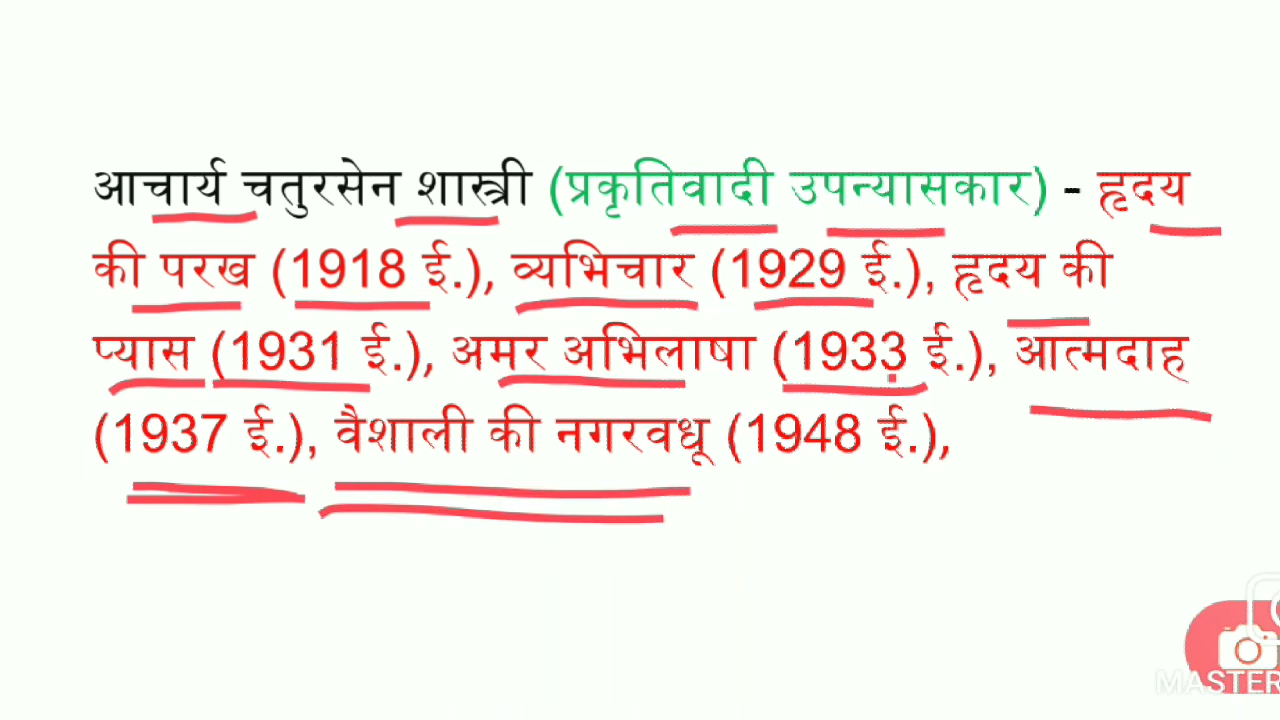 आचार्य चतुरसेन शास्त्री (प्रकृतिवादी उपन्यासकार) - हृदय
की परख (1918 ई.), व्यभिचार (1929 ई.), हृदय की
प्यास (1931 ई.), अमर अभिलाषा (1933 ई.), आत्मदाह
(1937 ई.), वैशाली की नगरवधू (1948 ई.),
MASTER